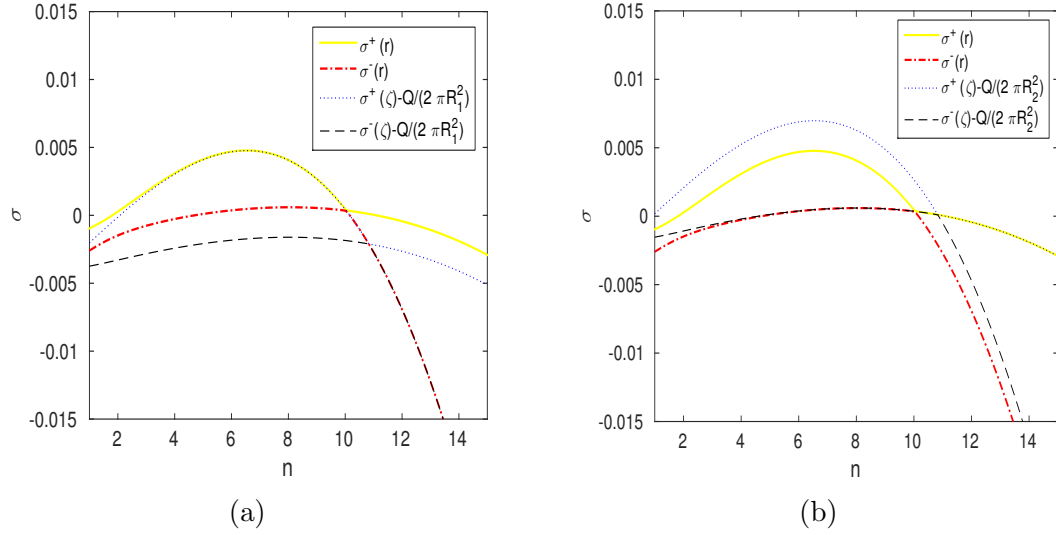 0.015
0.01
0.005
0
-0.005
-0.01
-0.015
σ
2 4 6 8 10 12 14
n
σ⁺ (r)
σ⁻(r)
σ⁺ (ζ)-Q/(2 πR₁²)
σ⁻(ζ)-Q/(2 πR₁²)
(a)
0.015
0.01
0.005
0
-0.005
-0.01
-0.015
σ
2 4 6 8 10 12 14
n
σ⁺ (r)
σ⁻(r)
σ⁺ (ζ)-Q/(2 πR₂²)
σ⁻(ζ)-Q/(2 πR₂²)
(b)